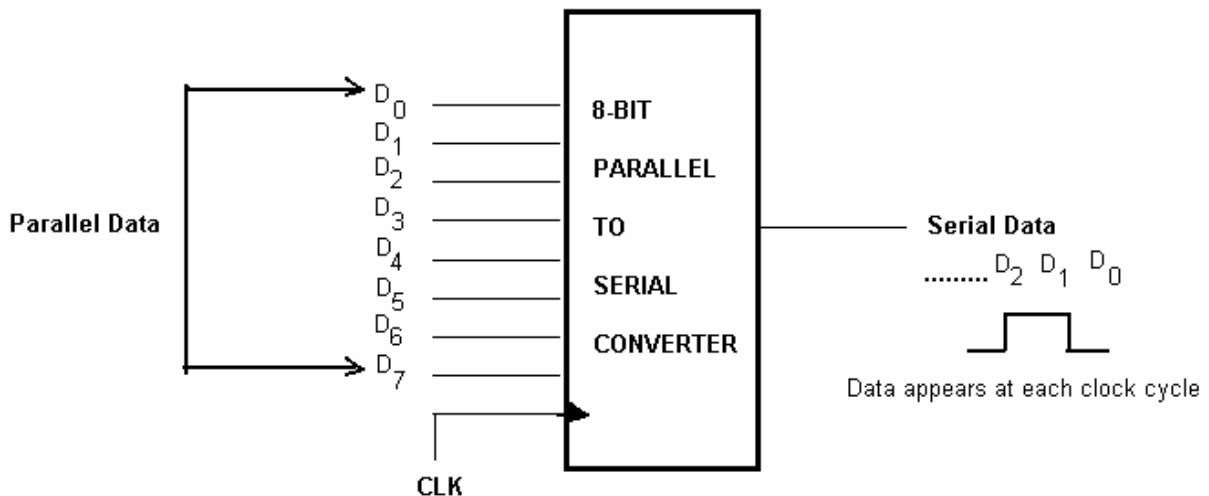 D0
D1
D2
D3
D4
D5
D6
D7
Parallel Data
8-BIT
PARALLEL
TO
SERIAL
CONVERTER
CLK
Serial Data
......... D2 D1 D0
Data appears at each clock cycle